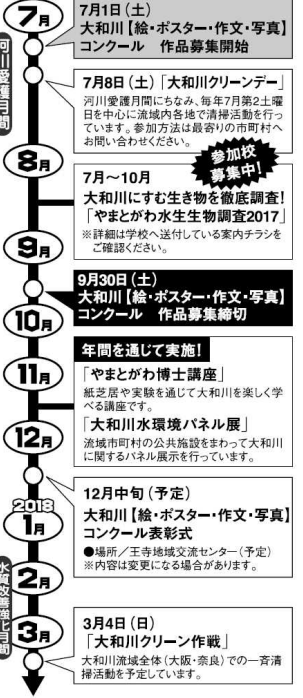 7月
河川愛護月間
7月1日（土）
大和川【絵・ポスター・作文・写真】
コンクール　作品募集開始
7月8日（土）「大和川クリーンデー」
河川愛護月間にちなみ、毎年7月第2土曜
日を中心に流域内各地で清掃活動を行っ
ています。参加方法は最寄りの市町村へ
お問い合わせください。
8月
参加校
募集中！
7月～10月
大和川にすむ生き物を徹底調査！
「やまとがわ水生生物調査2017」
※詳細は学校へ送付している案内チラシを
ご確認ください。
9月
9月30日（土）
大和川【絵・ポスター・作文・写真】
コンクール　作品募集締切
10月
年間を通じて実施！
11月
「やまとがわ博士講座」
紙芝居や実験を通じて大和川を楽しく学
べる講座です。
「大和川水環境パネル展」
流域市町村の公共施設をまわって大和川
に関するパネル展示を行っています。
12月
12月中旬（予定）
大和川【絵・ポスター・作文・写真】
コンクール表彰式
●場所／王寺地域交流センター（予定）
※内容は変更になる場合があります。
2018
1月
2月
水質改善強化月間
3月
3月4日（日）
「大和川クリーン作戦」
大和川流域全体（大阪・奈良）での一斉清
掃活動を予定しています。